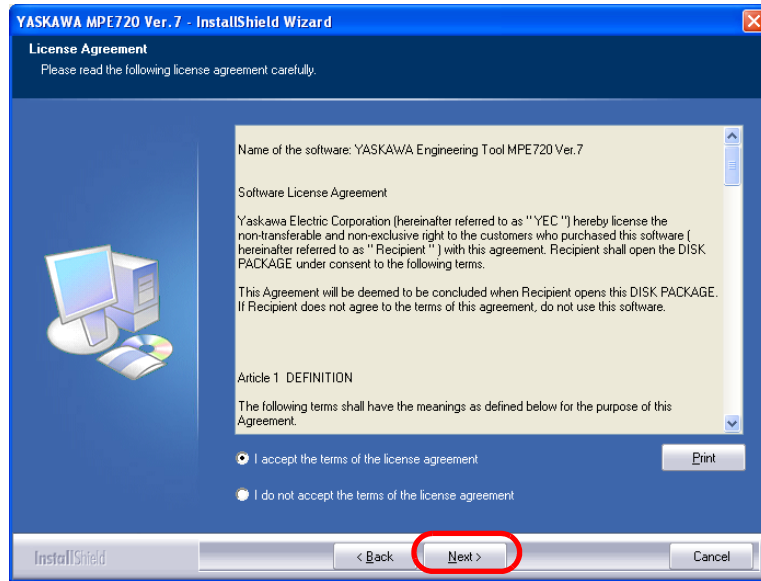 YASKAWA MPE720 Ver.7 - InstallShield Wizard
License Agreement
Please read the following license agreement carefully.
Name of the software: YASKAWA Engineering Tool MPE720 Ver.7
Software License Agreement
Yaskawa Electric Corporation (hereinafter referred to as "YEC ") hereby license the
non-transferable and non-exclusive right to the customers who purchased this software (
hereinafter referred to as " Recipient " ) with this agreement. Recipient shall open the DISK
PACKAGE under consent to the following terms.
This Agreement will be deemed to be concluded when Recipient opens this DISK PACKAGE.
If Recipient does not agree to the terms of this agreement, do not use this software.
Article 1  DEFINITION
The following terms shall have the meanings as defined below for the purpose of this
Agreement.
I accept the terms of the license agreement
Print
I do not accept the terms of the license agreement
InstallShield
< Back
Next >
Cancel